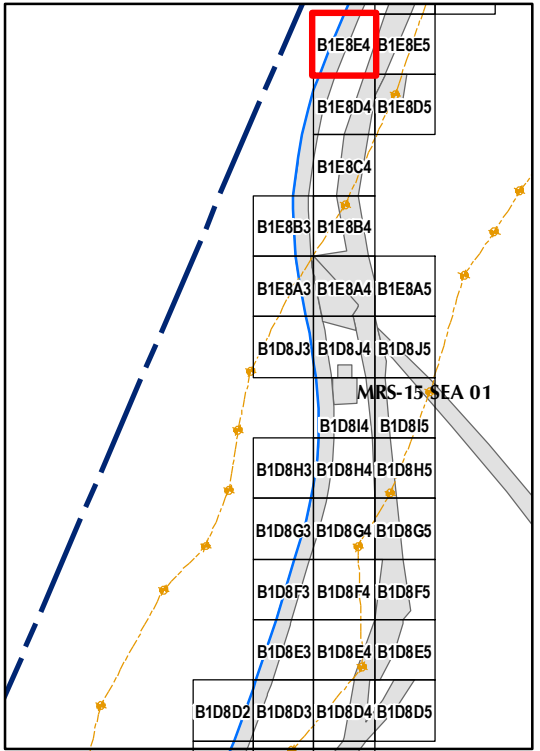 B1E8E4 B1E8E5
B1E8D4 B1E8D5
B1E8C4
B1E8B3 B1E8B4
B1E8A3 B1E8A4 B1E8A5
B1D8J3 B1D8J4 B1D8J5
MRS-15 SEA 01
B1D8I4 B1D8I5
B1D8H3 B1D8H4 B1D8H5
B1D8G3 B1D8G4 B1D8G5
B1D8F3 B1D8F4 B1D8F5
B1D8E3 B1D8E4 B1D8E5
B1D8D2 B1D8D3 B1D8D4 B1D8D5